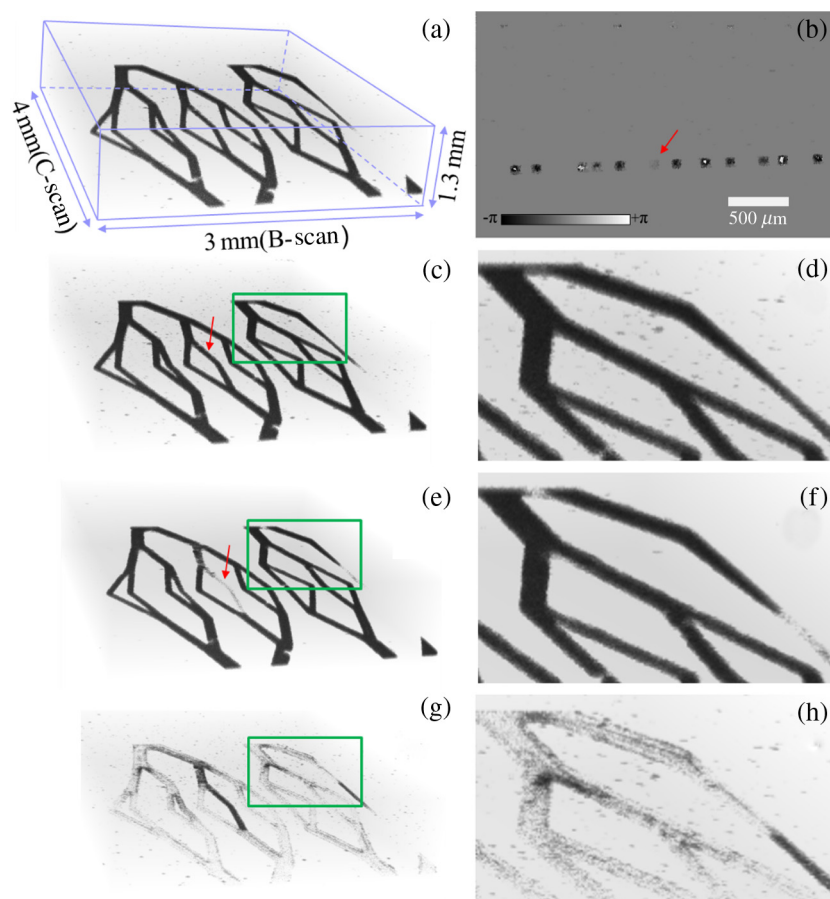 (a)
4 mm(C-scan)
3 mm(B-scan)
1.3 mm
(b)
-π
+π
500 μm
(c)
(d)
(e)
(f)
(g)
(h)